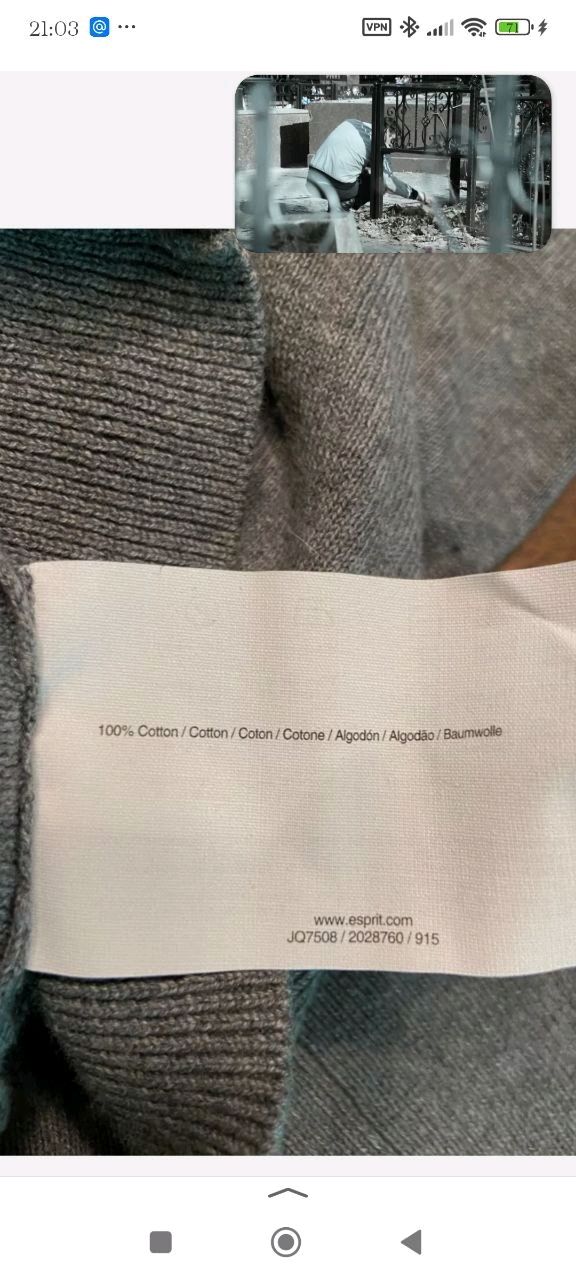 21:03
VPN
71
100% Cotton / Cotton / Coton / Cotone / Algodón / Algodão / Baumwolle
www.esprit.com
JQ7508 / 2028760 / 915